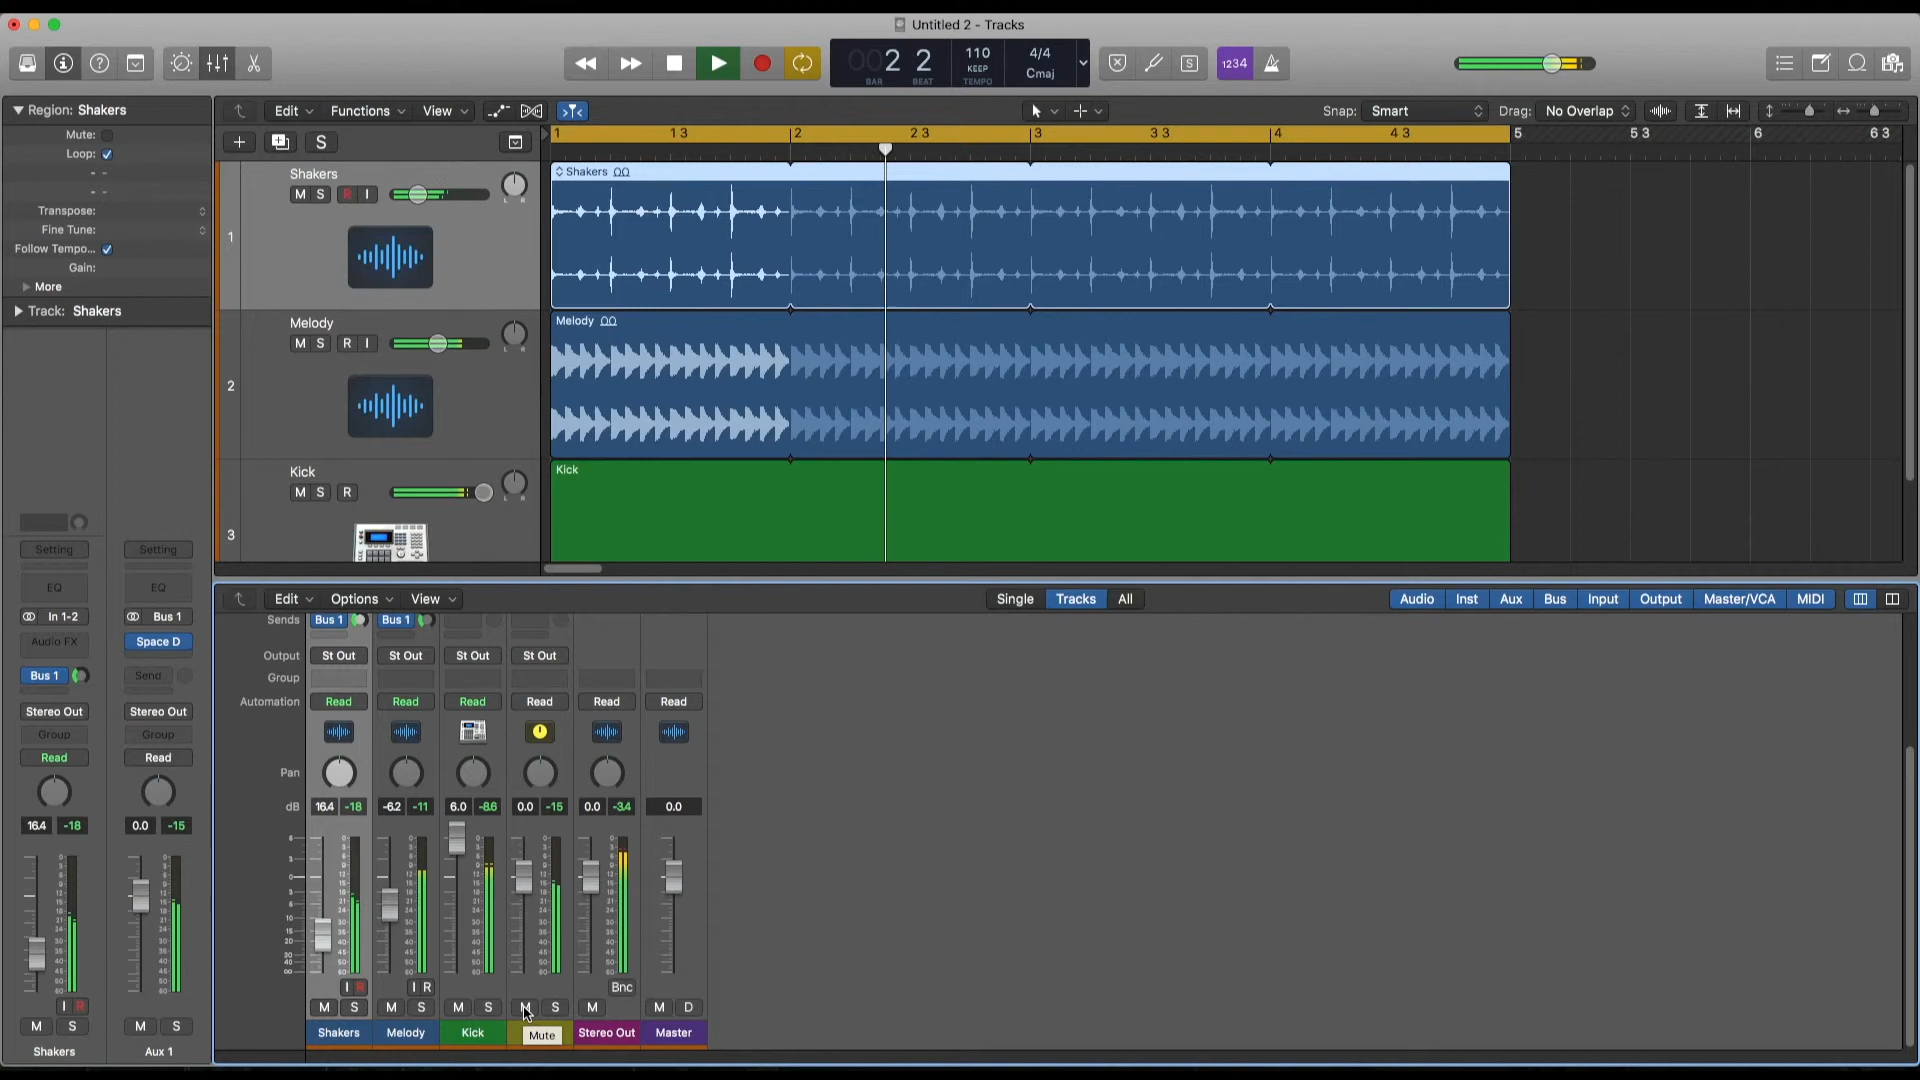 Untitled 2 - Tracks
002 2
BAR BEAT
110
KEEP
TEMPO
4/4
Cmaj
S
1234
Region: Shakers
Edit Functions View
Snap: Smart
Drag: No Overlap
Mute:
Loop:
Transpose:
Fine Tune:
Follow Tempo...
Gain:
More
Track: Shakers
S
1 1 3 2 2 3 3 3 3 4 4 3 5 5 3 6 6 3
1
Shakers
M S R I
L R
Shakers
2
Melody
M S R I
L R
Melody
3
Kick
M S R
L R
Kick
Setting Setting
EQ EQ
In 1-2 Bus 1
Audio FX Space D
Bus 1 Send
Stereo Out Stereo Out
Group Group
Read Read
16.4 -18 0.0 -15
I R
M S M S
Shakers Aux 1
Edit Options View
Single Tracks All
Audio Inst Aux Bus Input Output Master/VCA MIDI
Sends Bus 1 Bus 1
Output St Out St Out St Out St Out
Group
Automation Read Read Read Read Read Read
Pan
dB 16.4 -18 -6.2 -11 6.0 -8.6 0.0 -15 0.0 -3.4 0.0
I R I R Bnc
M S M S M S M S M M D
Shakers Melody Kick Mute Stereo Out Master